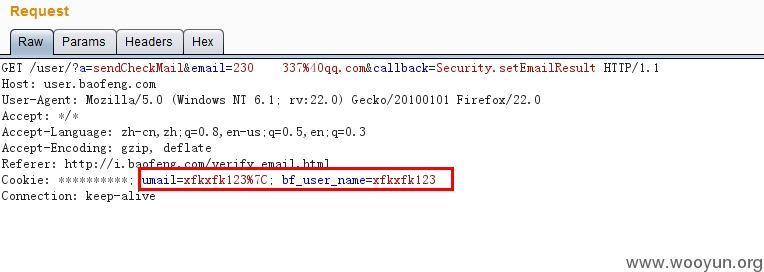 Request
Raw Params Headers Hex
GET /user/?a=sendCheckMail&email=230    337%40qq.com&callback=Security.setEmailResult HTTP/1.1
Host: user.baofeng.com
User-Agent: Mozilla/5.0 (Windows NT 6.1; rv:22.0) Gecko/20100101 Firefox/22.0
Accept: */*
Accept-Language: zh-cn,zh;q=0.8,en-us;q=0.5,en;q=0.3
Accept-Encoding: gzip, deflate
Referer: http://i.baofeng.com/verify_email.html
Cookie: **********; umail=xfkxfk123%7C; bf_user_name=xfkxfk123
Connection: keep-alive
www.wooyun.org